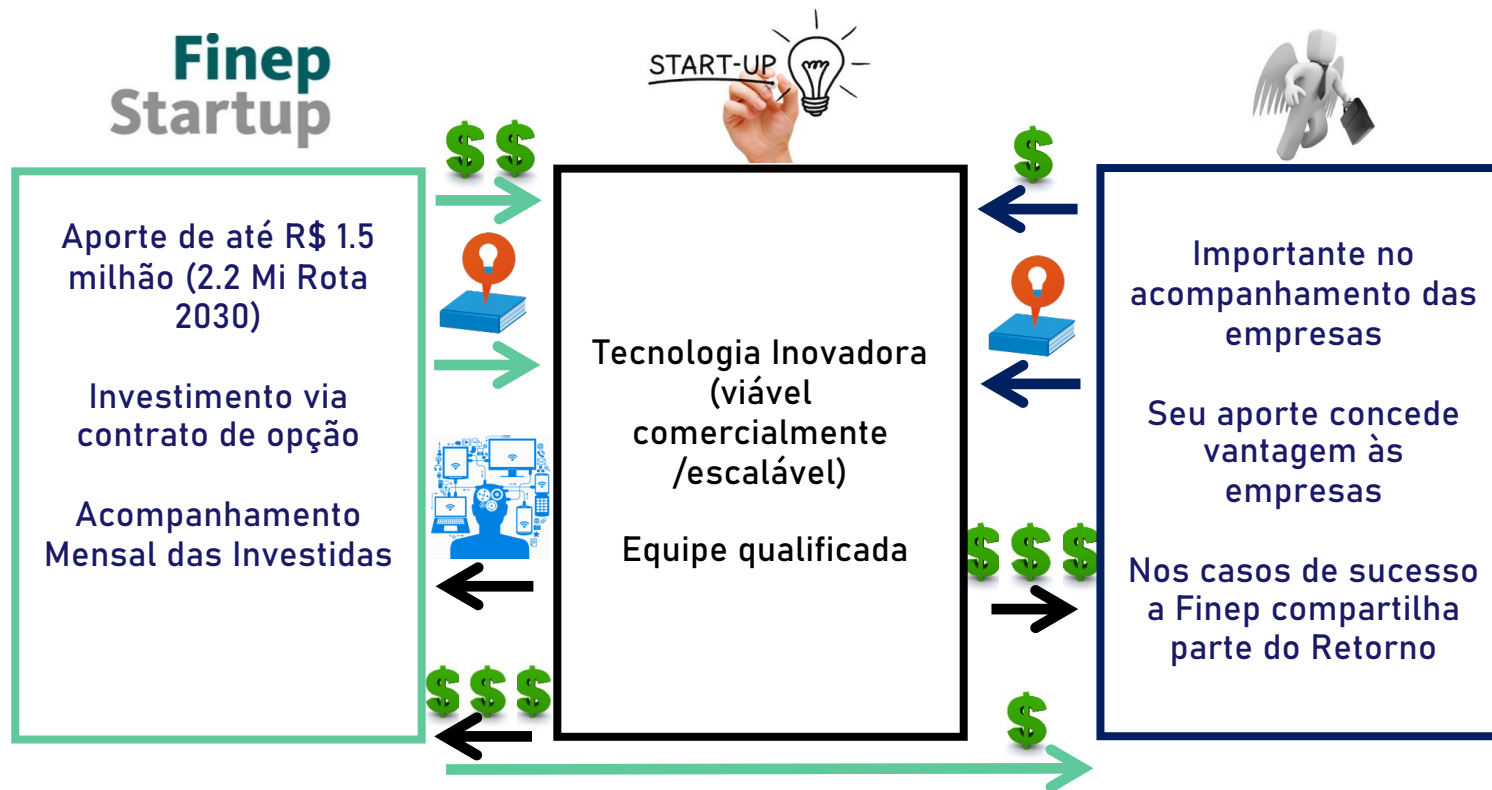 Finep
Startup
START-UP
$$
$
Aporte de até R$ 1.5
milhão (2.2 Mi Rota
2030)
Investimento via
contrato de opção
Acompanhamento
Mensal das Investidas
Tecnologia Inovadora
(viável
comercialmente
/escalável)
Equipe qualificada
Importante no
acompanhamento das
empresas
Seu aporte concede
vantagem às
empresas
Nos casos de sucesso
a Finep compartilha
parte do Retorno
$$$
$$$
$